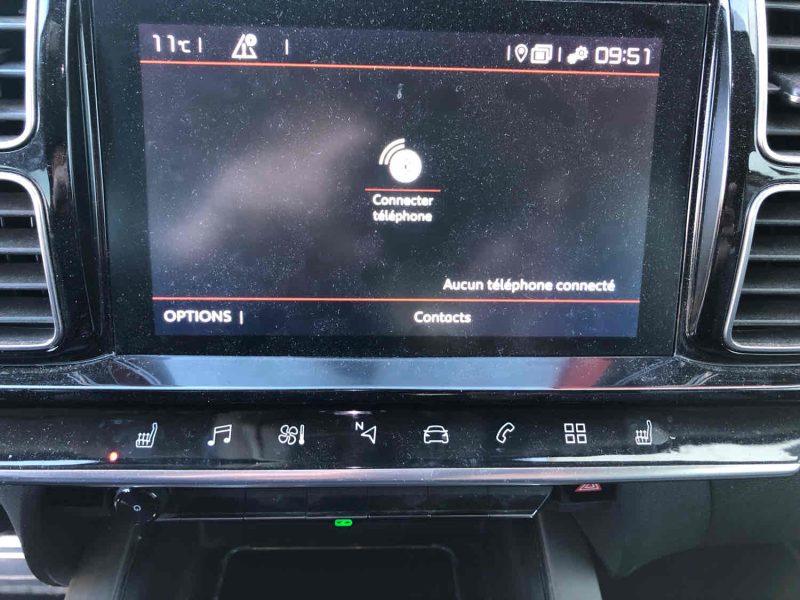 11°C
09:51
Connecter
téléphone
Aucun téléphone connecté
OPTIONS
Contacts
N